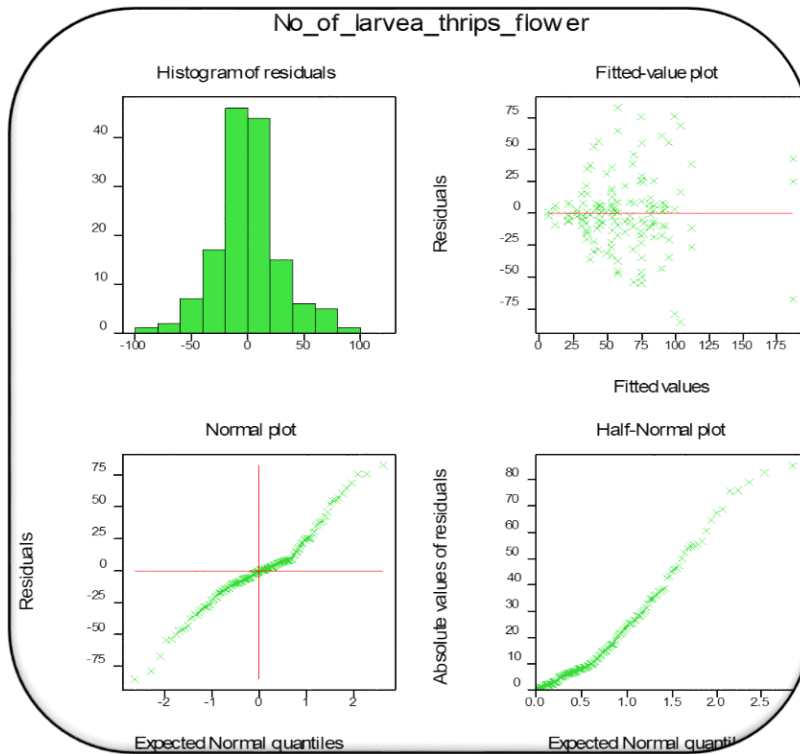 No_of_larvea_thrips_flower
Histogram of residuals
40
30
20
10
0
-100 -50 0 50 100
Fitted-value plot
Residuals
75
50
25
0
-25
-50
-75
0 25 50 75 100 125 150 175
Fitted values
Normal plot
Residuals
75
50
25
0
-25
-50
-75
-2 -1 0 1 2
Expected Normal quantiles
Half-Normal plot
Absolute values of residuals
80
70
60
50
40
30
20
10
0
0.0 0.5 1.0 1.5 2.0 2.5
Expected Normal quantil